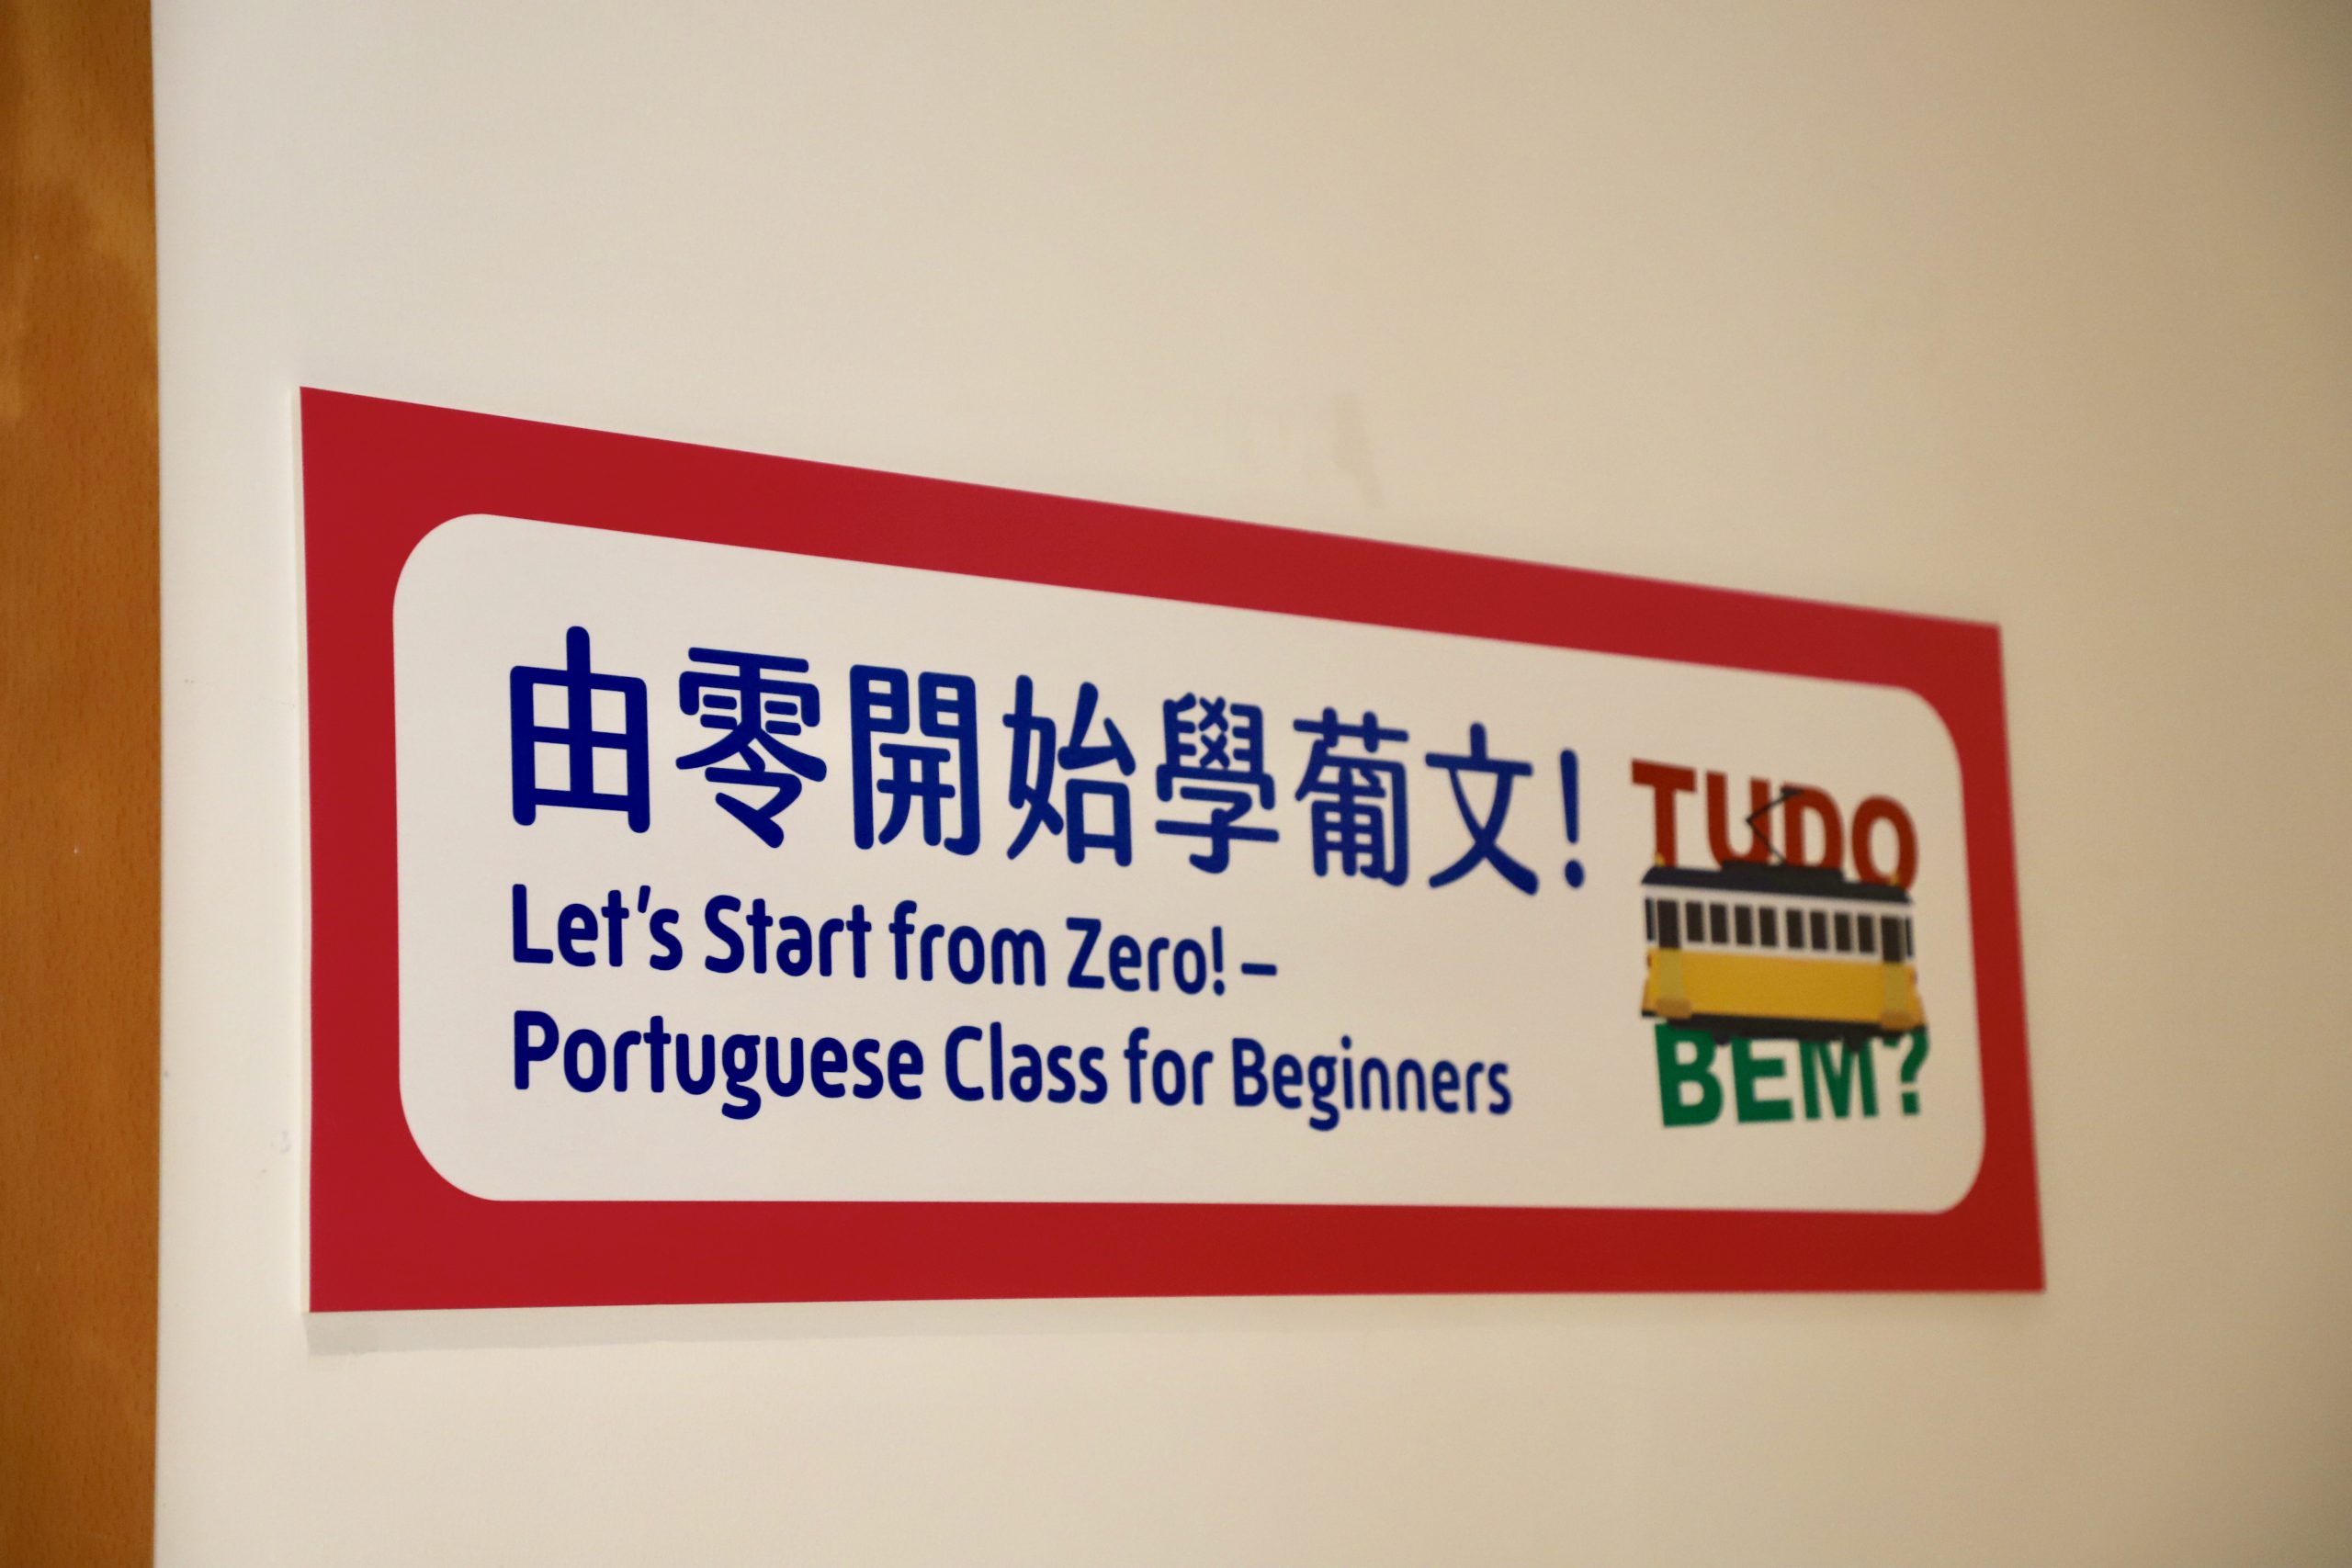 由零開始學葡文!
Let's Start from Zero! –
Portuguese Class for Beginners
TUDO
BEM?